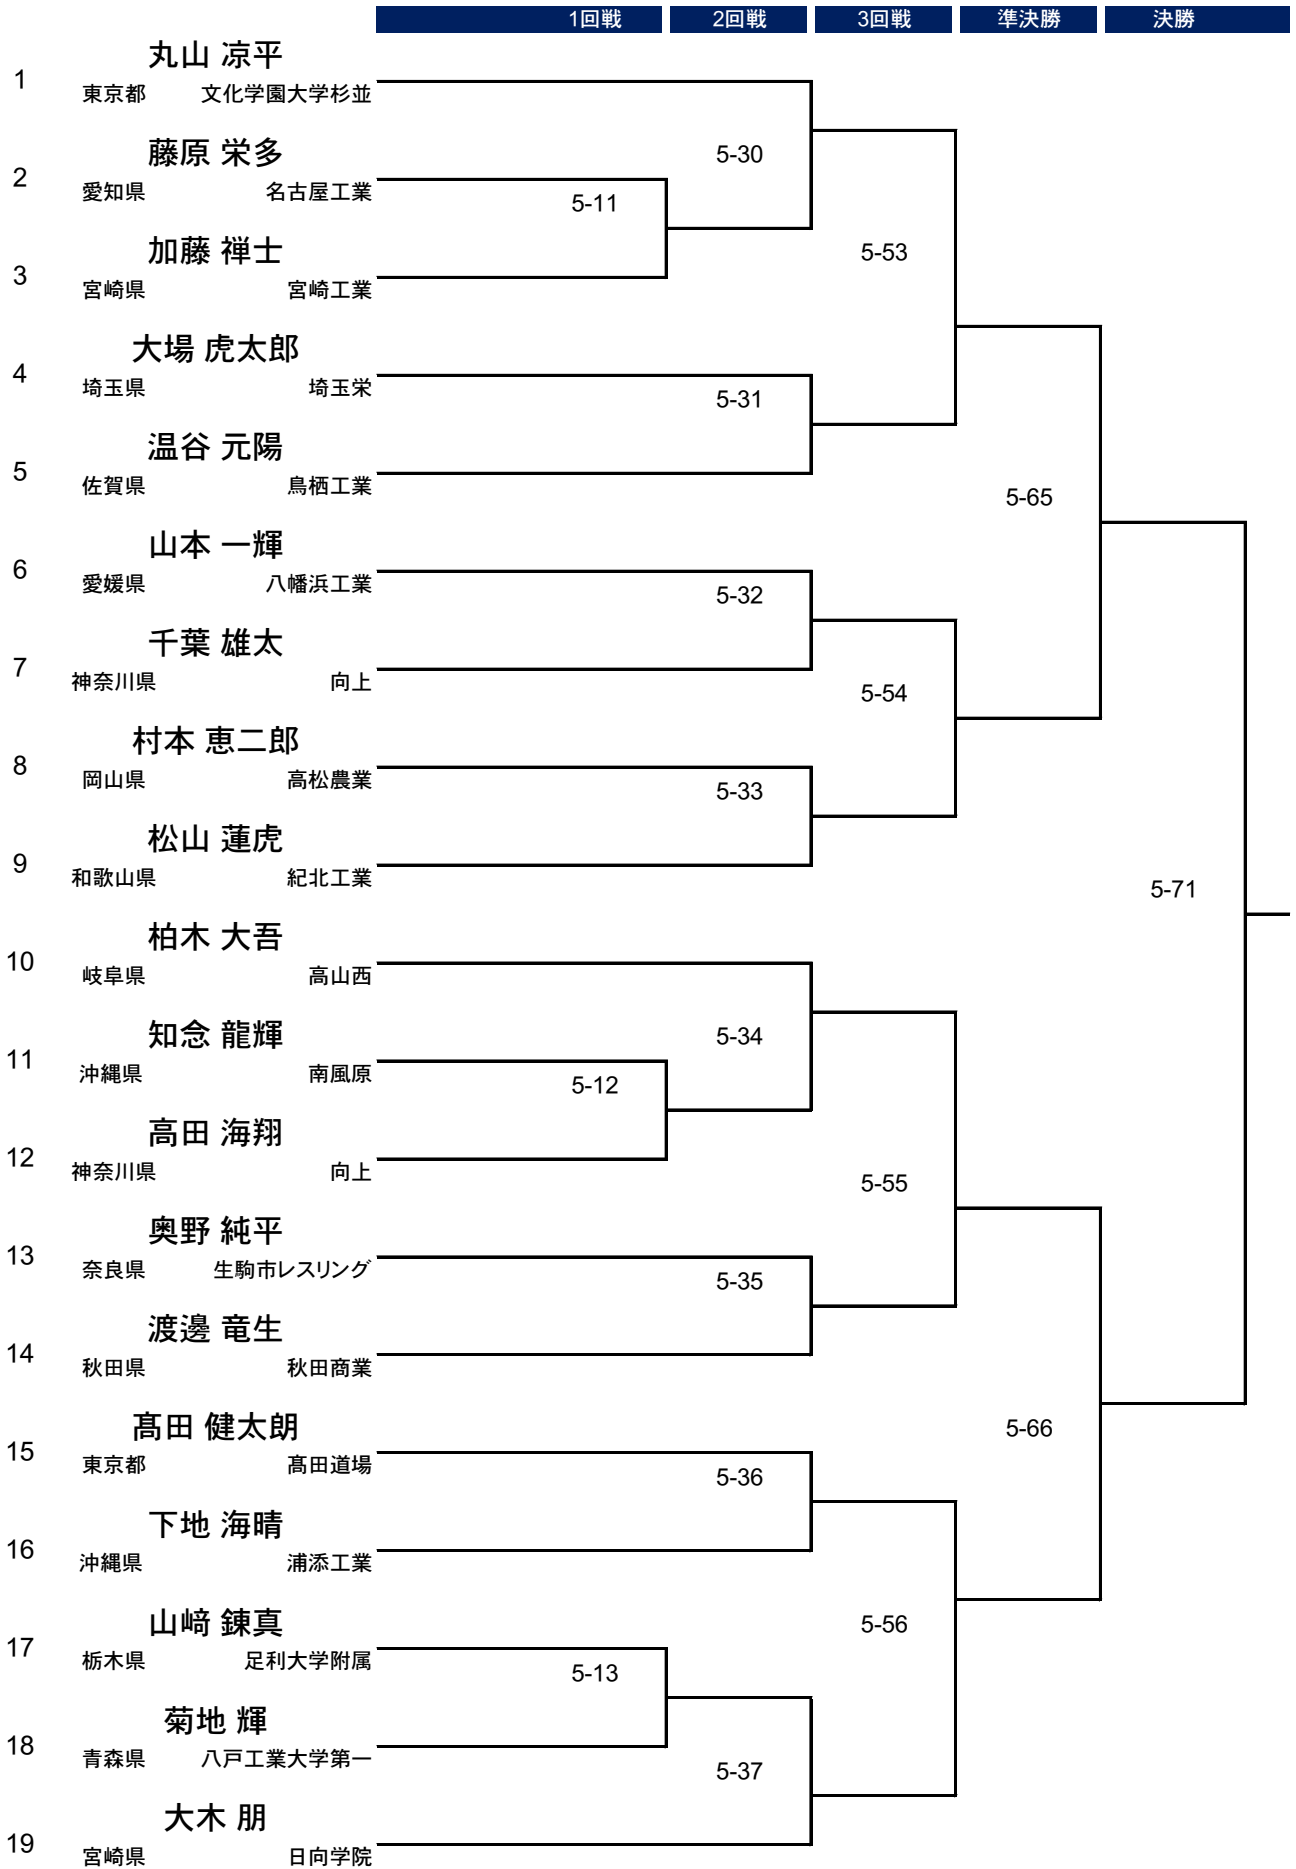 1回戦 2回戦 3回戦 準決勝 決勝
丸山 凉平
1
東京都 文化学園大学杉並
藤原 栄多
5-30
2
愛知県 名古屋工業
5-11
加藤 禅士
5-53
3
宮崎県 宮崎工業
大場 虎太郎
4
埼玉県 埼玉栄
5-31
温谷 元陽
5
佐賀県 鳥栖工業
5-65
山本 一輝
6
愛媛県 八幡浜工業
5-32
千葉 雄太
7
神奈川県 向上
5-54
村本 恵二郎
8
岡山県 高松農業
5-33
松山 蓮虎
9
和歌山県 紀北工業
5-71
柏木 大吾
10
岐阜県 高山西
知念 龍輝
5-34
11
沖縄県 南風原
5-12
高田 海翔
12
神奈川県 向上
5-55
奥野 純平
13
奈良県 生駒市レスリング
5-35
渡邊 竜生
14
秋田県 秋田商業
髙田 健太朗
5-66
15
東京都 髙田道場
5-36
下地 海晴
16
沖縄県 浦添工業
山﨑 錬真
5-56
17
栃木県 足利大学附属
5-13
菊地 輝
18
青森県 八戸工業大学第一
5-37
大木 朋
19
宮崎県 日向学院